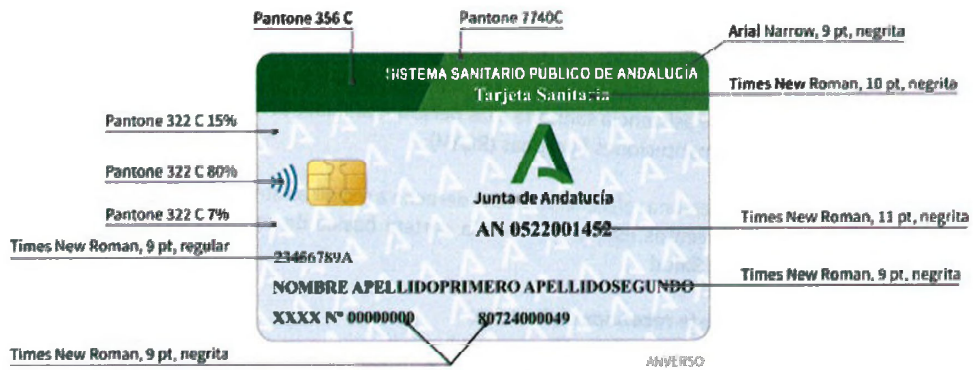 Pantone 356 C
Pantone 7740C
Arial Narrow, 9 pt, negrita
SISTEMA SANITARIO PÚBLICO DE ANDALUCÍA
Times New Roman, 10 pt, negrita
Tarjeta Sanitaria
Pantone 322 C 15%
Pantone 322 C 80%
Junta de Andalucía
Pantone 322 C 7%
Times New Roman, 11 pt, negrita
AN 0522001452
Times New Roman, 9 pt, regular
23456789A
Times New Roman, 9 pt, negrita
NOMBRE APELLIDOPRIMERO APELLIDOSEGUNDO
XXXX Nº 00000000 80724000049
Times New Roman, 9 pt, negrita
ANVERSO